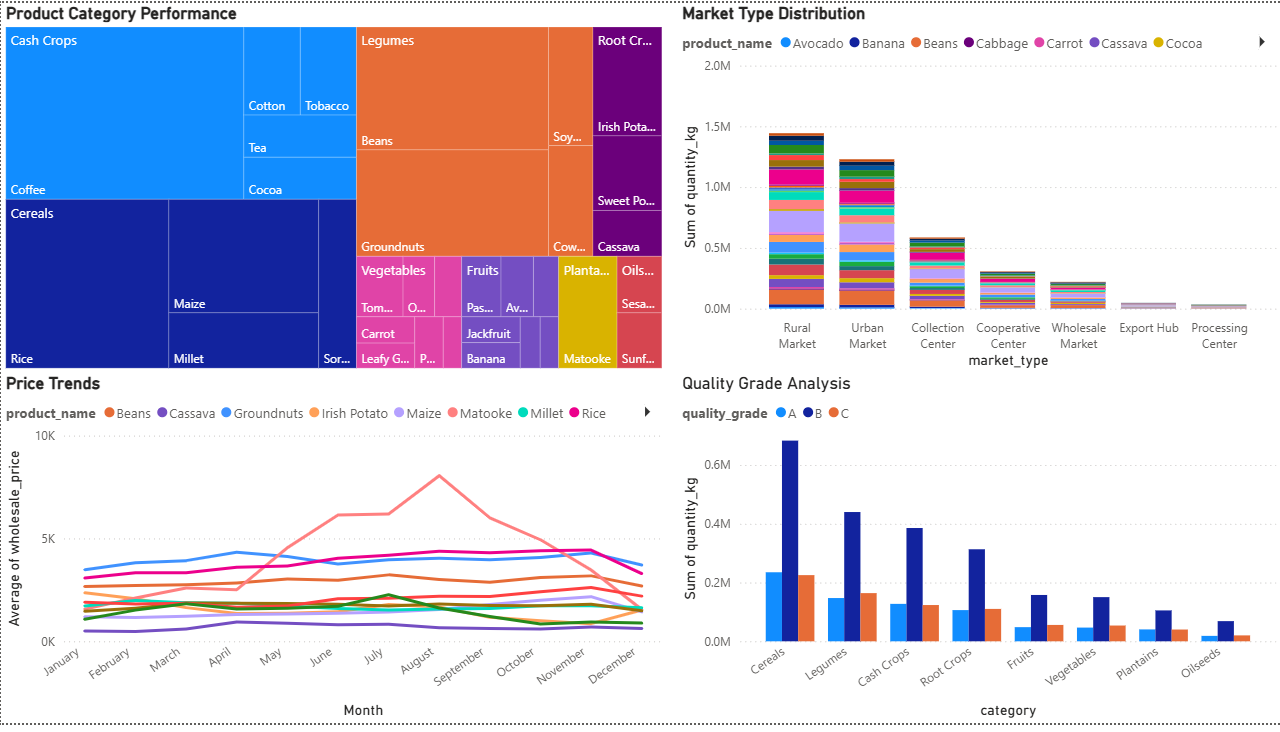 Product Category Performance
Cash Crops
Coffee
Cotton
Tobacco
Tea
Cocoa
Cereals
Rice
Maize
Millet
Sor...
Legumes
Beans
Groundnuts
Soy...
Cow...
Root Cr...
Irish Pota...
Sweet Po...
Cassava
Vegetables
Tom...
O...
Carrot
Leafy G...
P...
Fruits
Pas...
Av...
Jackfruit
Banana
Planta...
Matooke
Oils...
Sesa...
Sunf...
Market Type Distribution
product_name Avocado Banana Beans Cabbage Carrot Cassava Cocoa
Sum of quantity_kg
2.0M
1.5M
1.0M
0.5M
0.0M
Rural Market
Urban Market
Collection Center
Cooperative Center
Wholesale Market
Export Hub
Processing Center
market_type
Price Trends
product_name Beans Cassava Groundnuts Irish Potato Maize Matooke Millet Rice
Average of wholesale_price
10K
5K
0K
January
February
March
April
May
June
July
August
September
October
November
December
Month
Quality Grade Analysis
quality_grade A B C
Sum of quantity_kg
0.6M
0.4M
0.2M
0.0M
Cereals
Legumes
Cash Crops
Root Crops
Fruits
Vegetables
Plantains
Oilseeds
category